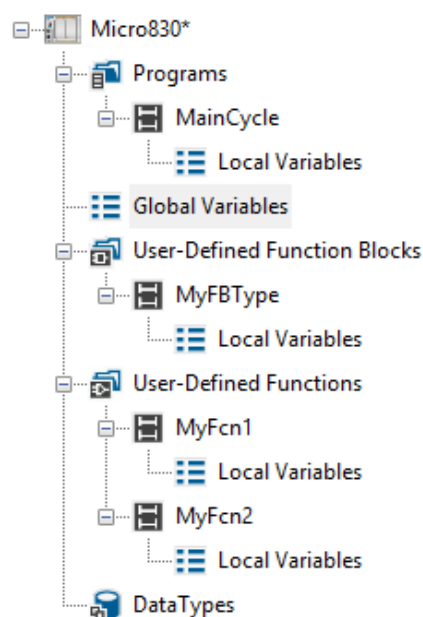 Micro830*
Programs
MainCycle
Local Variables
Global Variables
User-Defined Function Blocks
MyFBType
Local Variables
User-Defined Functions
MyFcn1
Local Variables
MyFcn2
Local Variables
DataTypes